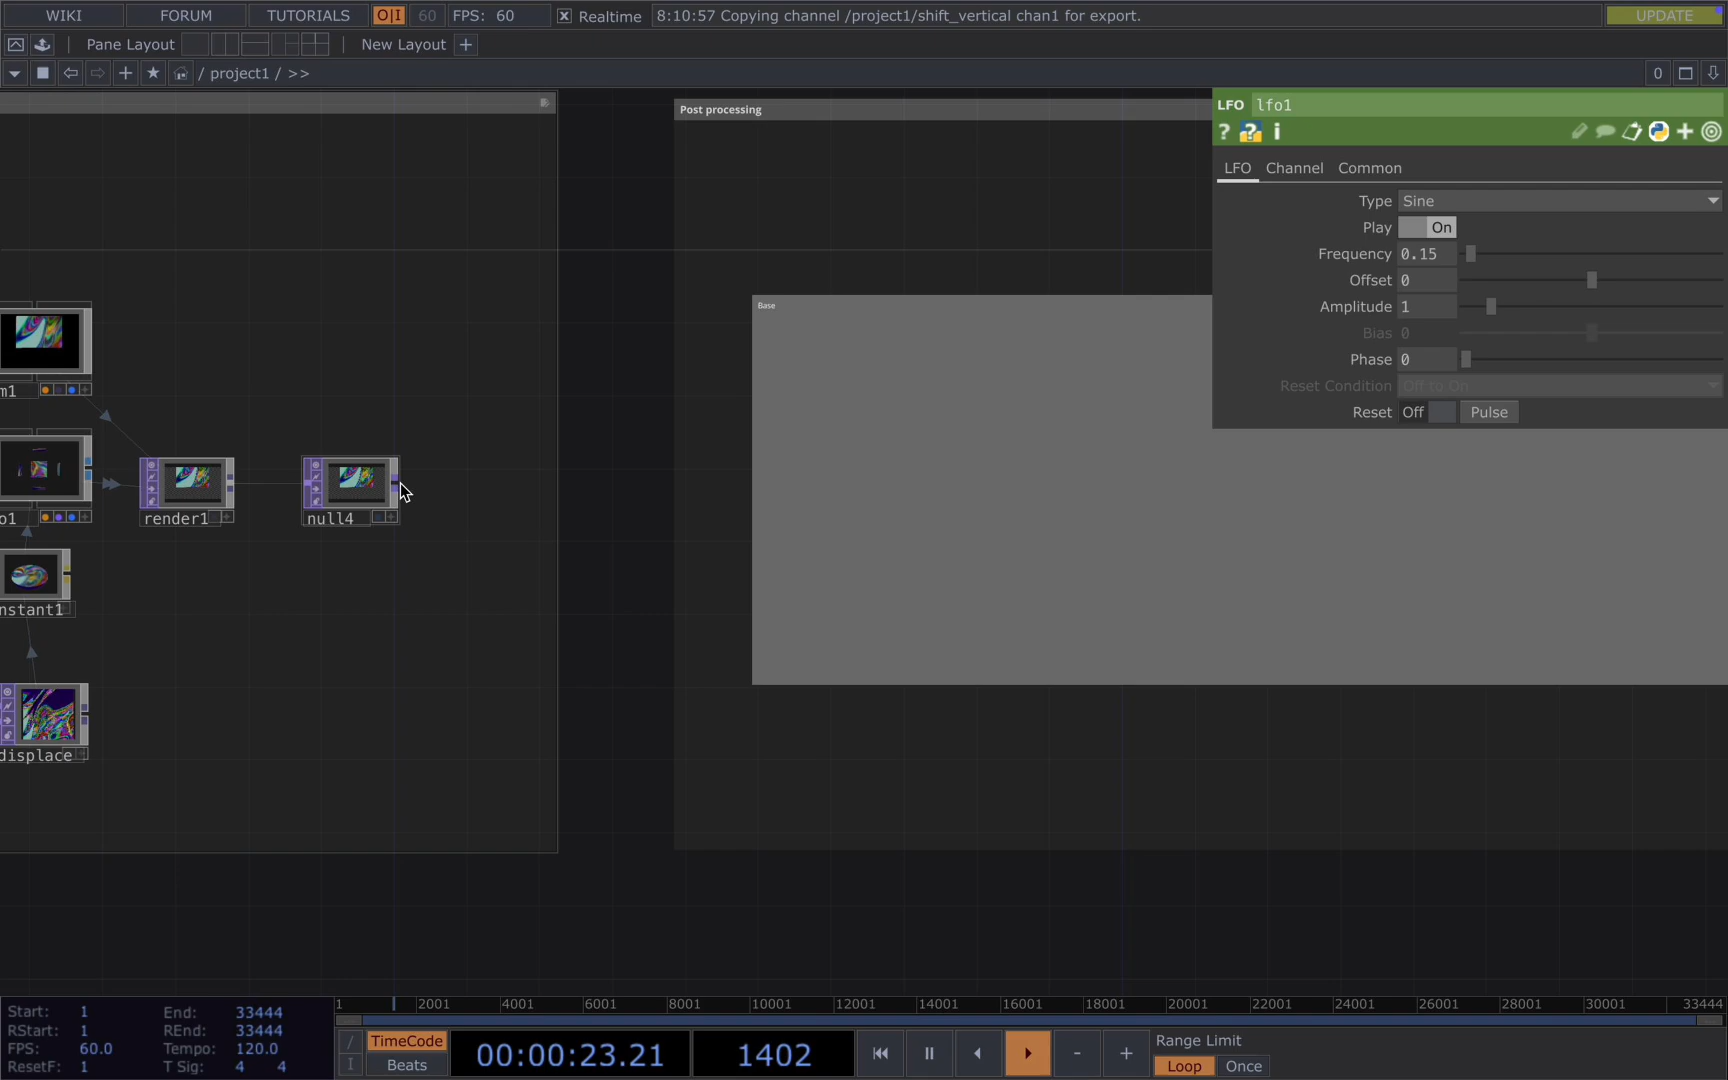 WIKI FORUM TUTORIALS O|I 60 FPS: 60 X Realtime 8:10:57 Copying channel /project1/shift_vertical chan1 for export. UPDATE
Pane Layout New Layout +
/ project1 / >> 0
Post processing
LFO lfo1
? ? i
LFO Channel Common
Type Sine
Play On
Frequency 0.15
Offset 0
Amplitude 1
Bias 0
Phase 0
Reset Condition Off to On
Reset Off Pulse
Base
m1
o1
render1
null4
nstant1
displace
1 2001 4001 6001 8001 10001 12001 14001 16001 18001 20001 22001 24001 26001 28001 30001 33444
Start: 1 End: 33444
RStart: 1 REnd: 33444
FPS: 60.0 Tempo: 120.0
ResetF: 1 T Sig: 4 4
/ TimeCode
I Beats
00:00:23.21 1402
- +
Range Limit
Loop Once